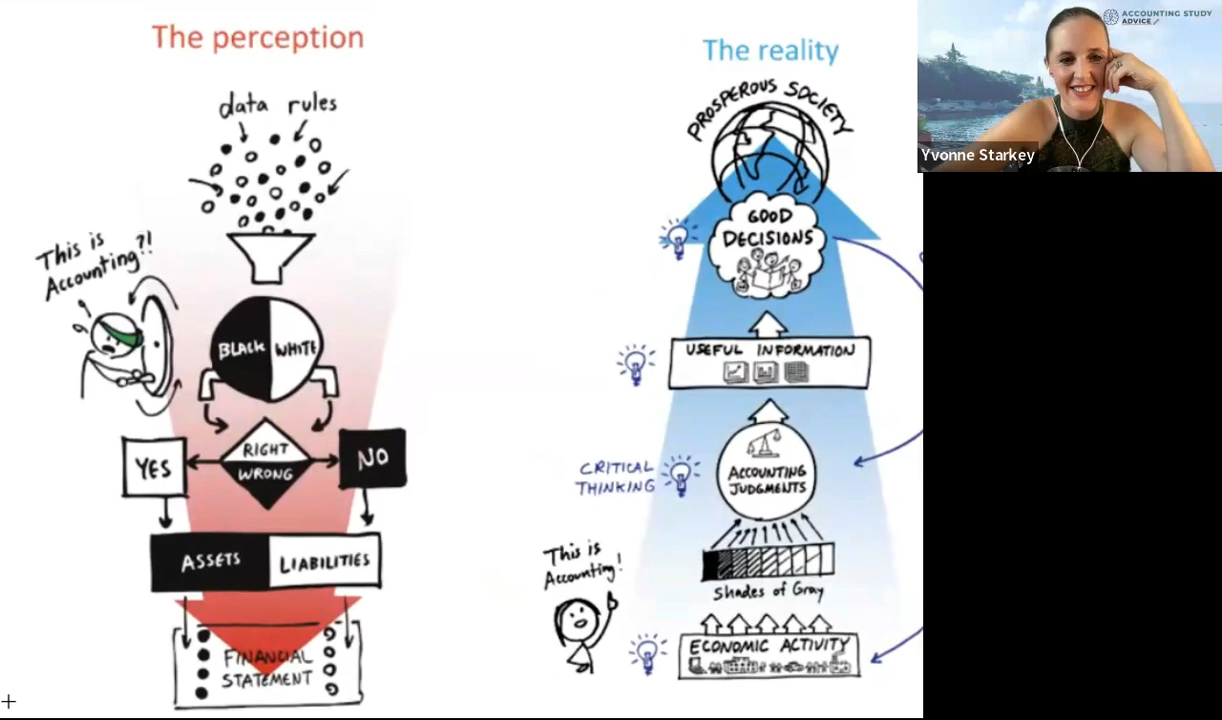 The perception
data rules
This is
Accounting?!
BLACK WHITE
RIGHT
WRONG
YES
NO
ASSETS
LIABILITIES
FINANCIAL
STATEMENT
The reality
PROSPEROUS SOCIETY
GOOD
DECISIONS
USEFUL INFORMATION
CRITICAL
THINKING
ACCOUNTING
JUDGMENTS
This is
Accounting!
Shades of Gray
ECONOMIC ACTIVITY
ACCOUNTING STUDY
ADVICE
Yvonne Starkey